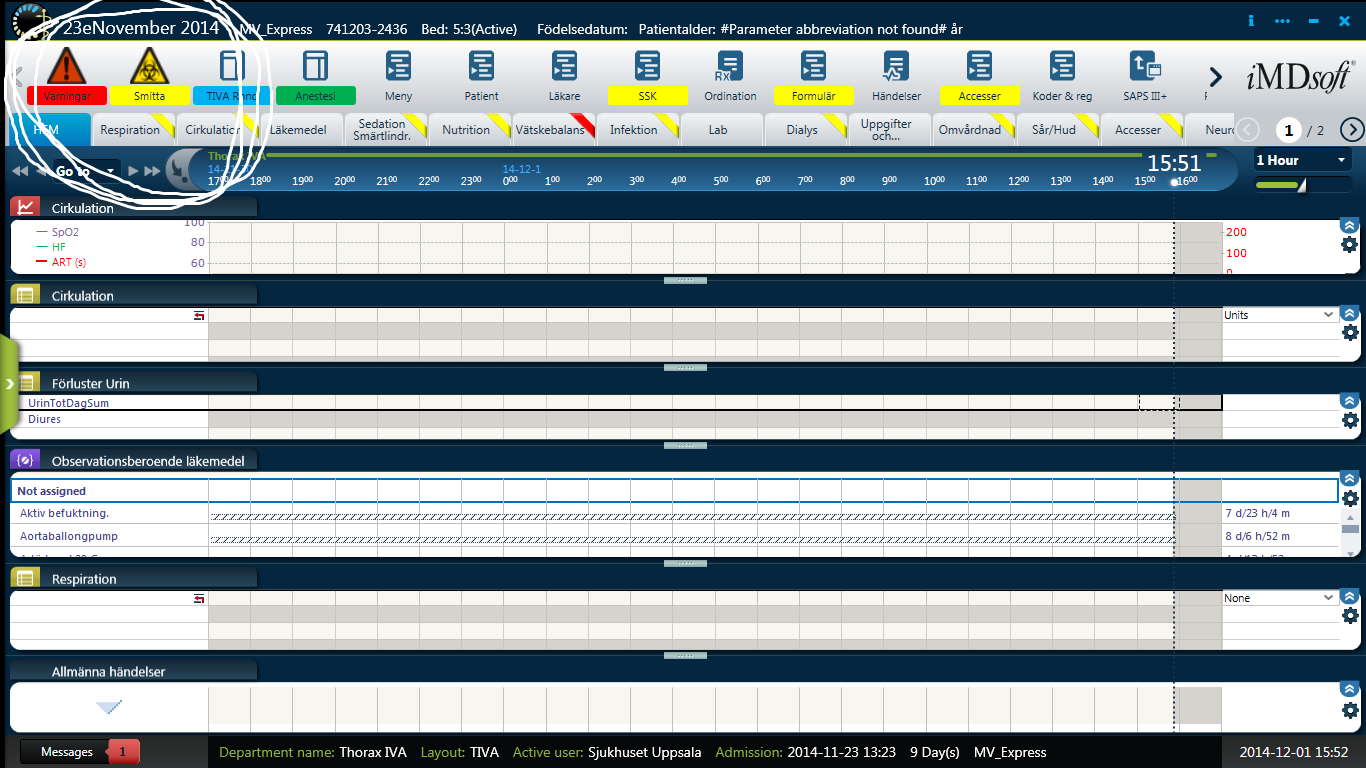 23eNovember 2014 MV_Express 741203-2436 Bed: 5:3(Active) Födelsedatum: Patientalder: #Parameter abbreviation not found# år
Varningar Smitta TIVA Rond Anestesi Meny Patient Läkare SSK Ordination Formulär Händelser Accesser Koder & reg SAPS III+
iMDsoft
HEM Respiration Cirkulation Läkemedel Sedation Smärtlindr. Nutrition Vätskebalans Infektion Lab Dialys Uppgifter och... Omvårdnad Sår/Hud Accesser Neuro 1 / 2
Thorax IVA
Go to 14-12-1 15:51 1 Hour
17 18:00 19:00 20:00 21:00 22:00 23:00 0:00 1:00 2:00 3:00 4:00 5:00 6:00 7:00 8:00 9:00 10:00 11:00 12:00 13:00 14:00 15:00 16:00
Cirkulation
SpO2 100
HF 80
ART (s) 60
200
100
0
Cirkulation
Units
Förluster Urin
UrinTotDagSum
Diures
Observationsberoende läkemedel
Not assigned
Aktiv befuktning. 7 d/23 h/4 m
Aortaballongpump 8 d/6 h/52 m
Respiration
None
Allmänna händelser
Messages 1 Department name: Thorax IVA Layout: TIVA Active user: Sjukhuset Uppsala Admission: 2014-11-23 13:23 9 Day(s) MV_Express 2014-12-01 15:52